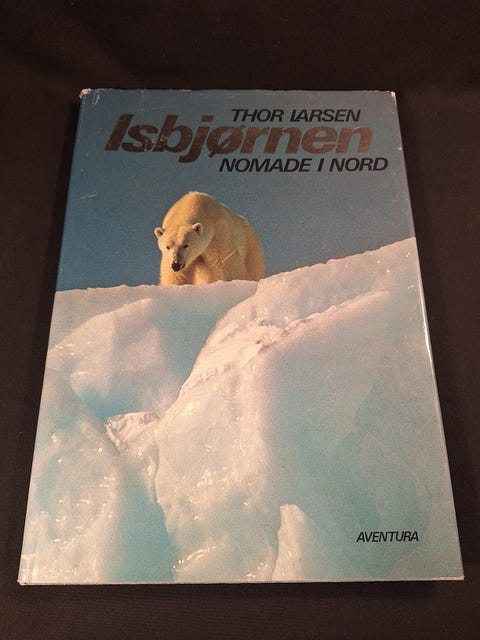 THOR LARSEN
Isbjørnen
NOMADE I NORD
AVENTURA